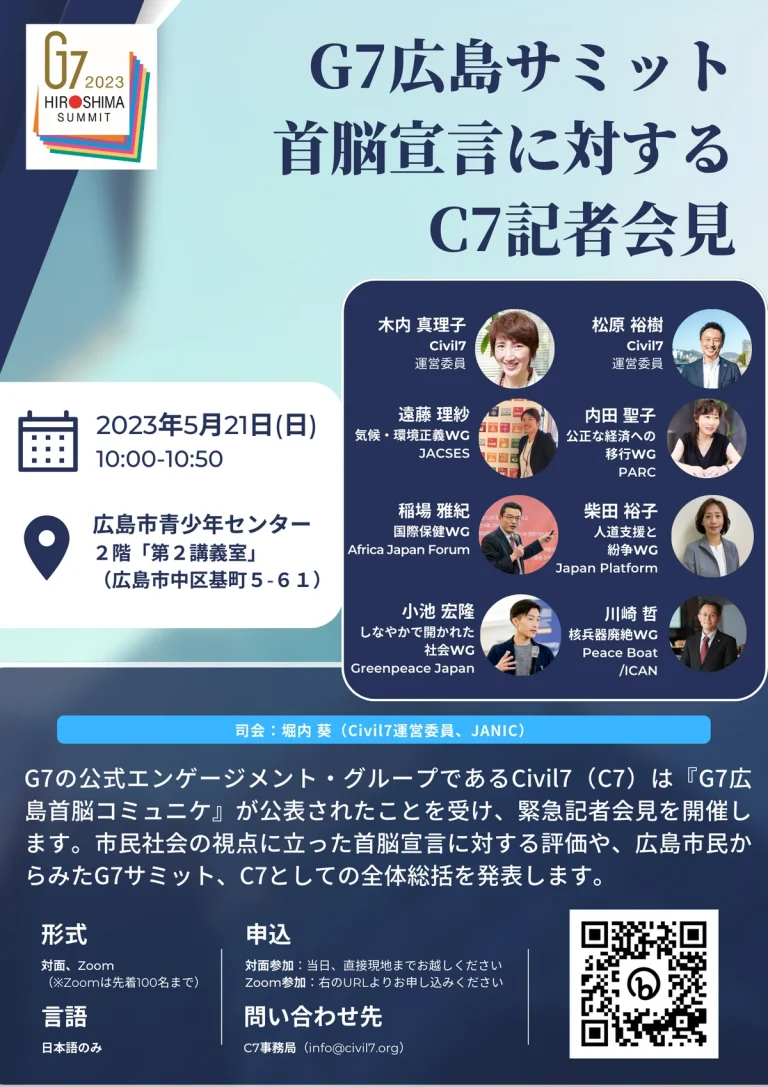 G7 2023
HIROSHIMA
SUMMIT
G7広島サミット
首脳宣言に対する
C7記者会見
2023年5月21日(日)
10:00-10:50
広島市青少年センター
２階「第２講義室」
（広島市中区基町５-６１）
木内 真理子
Civil7
運営委員
松原 裕樹
Civil7
運営委員
遠藤 理紗
気候・環境正義WG
JACSES
内田 聖子
公正な経済への
移行WG
PARC
稲場 雅紀
国際保健WG
Africa Japan Forum
柴田 裕子
人道支援と
紛争WG
Japan Platform
小池 宏隆
しなやかで開かれた
社会WG
Greenpeace Japan
川崎 哲
核兵器廃絶WG
Peace Boat
/ICAN
司会：堀内 葵（Civil7運営委員、JANIC）
G7の公式エンゲージメント・グループであるCivil7（C7）は『G7広
島首脳コミュニケ』が公表されたことを受け、緊急記者会見を開催し
ます。市民社会の視点に立った首脳宣言に対する評価や、広島市民か
らみたG7サミット、C7としての全体総括を発表します。
形式
対面、Zoom
（※Zoomは先着100名まで）
言語
日本語のみ
申込
対面参加：当日、直接現地までお越しください
Zoom参加：右のURLよりお申し込みください
問い合わせ先
C7事務局（info@civil7.org）
b